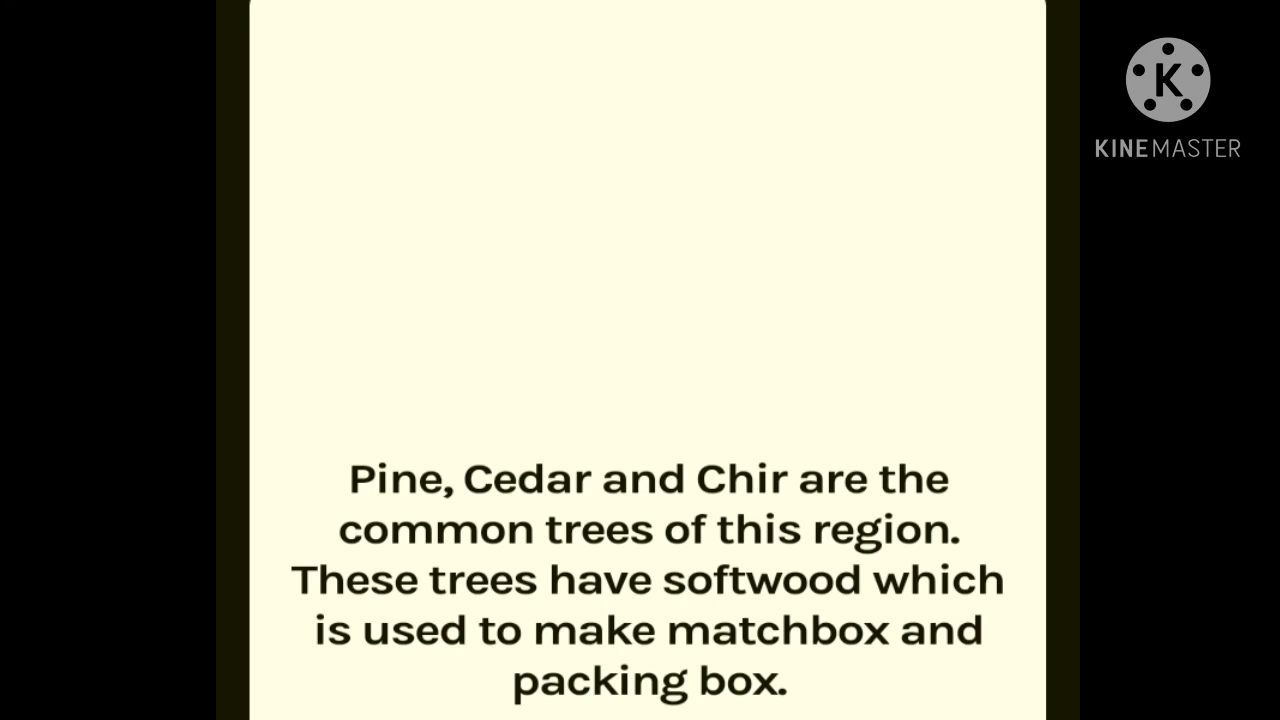 K
KINEMASTER
Pine, Cedar and Chir are the
common trees of this region.
These trees have softwood which
is used to make matchbox and
packing box.